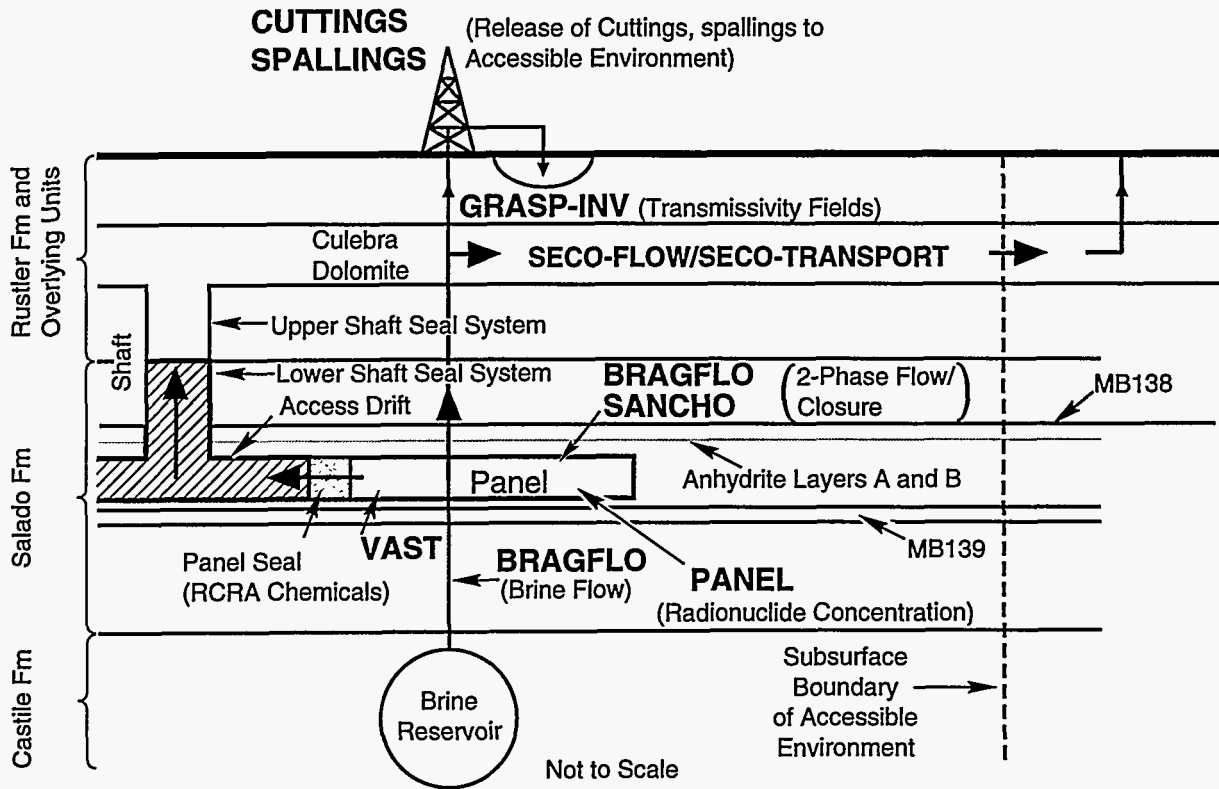 CUTTINGS
SPALLINGS
(Release of Cuttings, spallings to
Accessible Environment)
Rustler Fm and
Overlying Units
GRASP-INV (Transmissivity Fields)
Culebra
Dolomite
SECO-FLOW/SECO-TRANSPORT
Shaft
Upper Shaft Seal System
Lower Shaft Seal System
Access Drift
BRAGFLO
SANCHO
(2-Phase Flow/
Closure)
MB138
Salado Fm
Anhydrite Layers A and B
Panel
MB139
Panel Seal
(RCRA Chemicals)
VAST
BRAGFLO
(Brine Flow)
PANEL
(Radionuclide Concentration)
Castile Fm
Brine
Reservoir
Subsurface
Boundary
of Accessible
Environment
Not to Scale